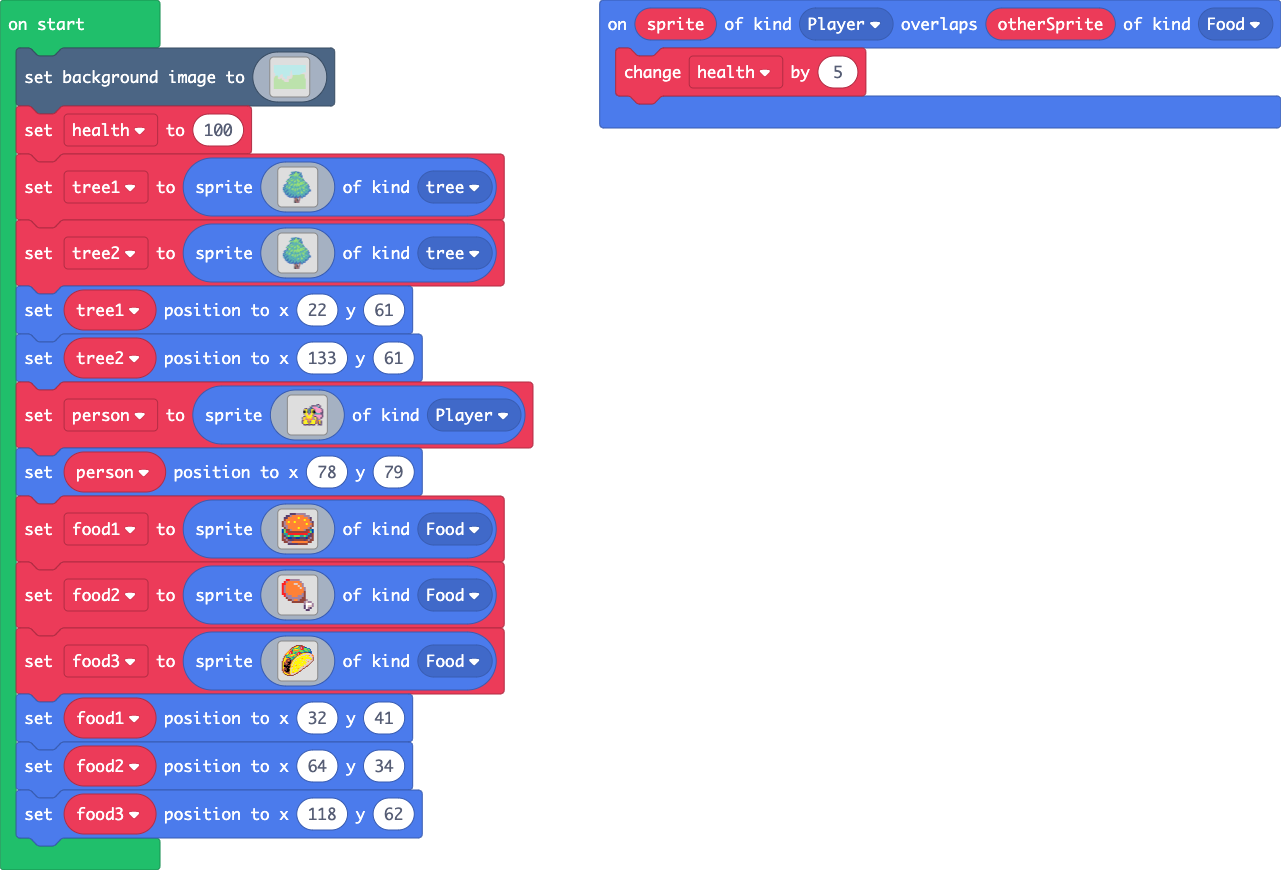 on start
set background image to
set health to 100
set tree1 to sprite of kind tree
set tree2 to sprite of kind tree
set tree1 position to x 22 y 61
set tree2 position to x 133 y 61
set person to sprite of kind Player
set person position to x 78 y 79
set food1 to sprite of kind Food
set food2 to sprite of kind Food
set food3 to sprite of kind Food
set food1 position to x 32 y 41
set food2 position to x 64 y 34
set food3 position to x 118 y 62
on sprite of kind Player overlaps otherSprite of kind Food
change health by 5